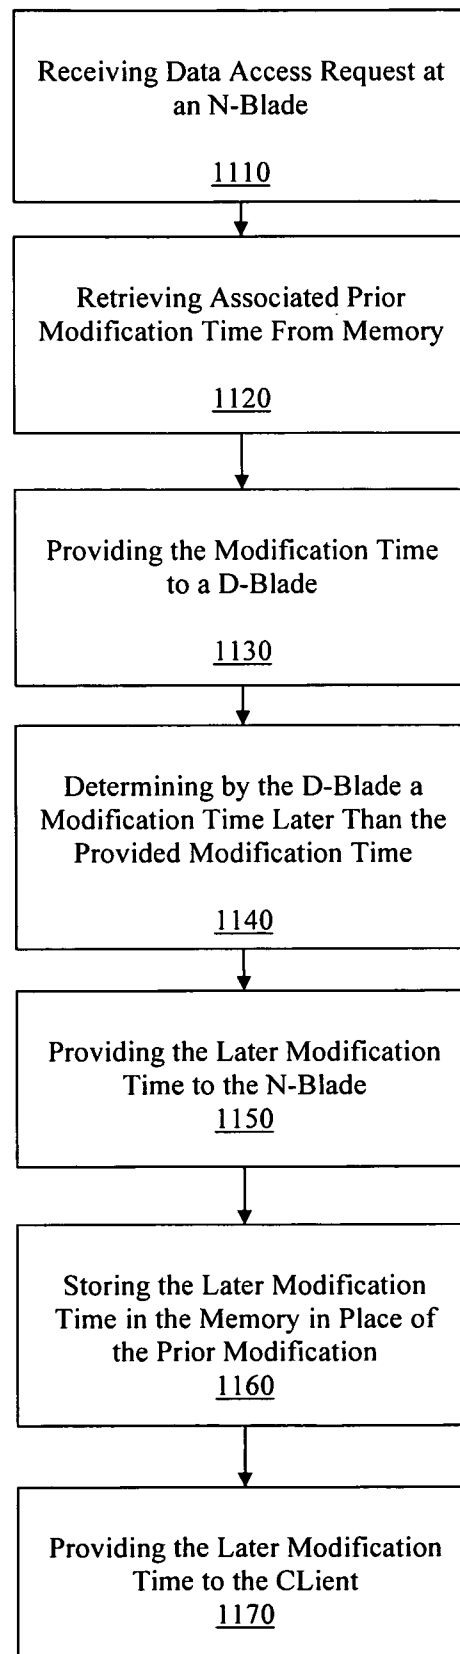 Receiving Data Access Request at
an N-Blade
1110
Retrieving Associated Prior
Modification Time From Memory
1120
Providing the Modification Time
to a D-Blade
1130
Determining by the D-Blade a
Modification Time Later Than the
Provided Modification Time
1140
Providing the Later Modification
Time to the N-Blade
1150
Storing the Later Modification
Time in the Memory in Place of
the Prior Modification
1160
Providing the Later Modification
Time to the CLient
1170